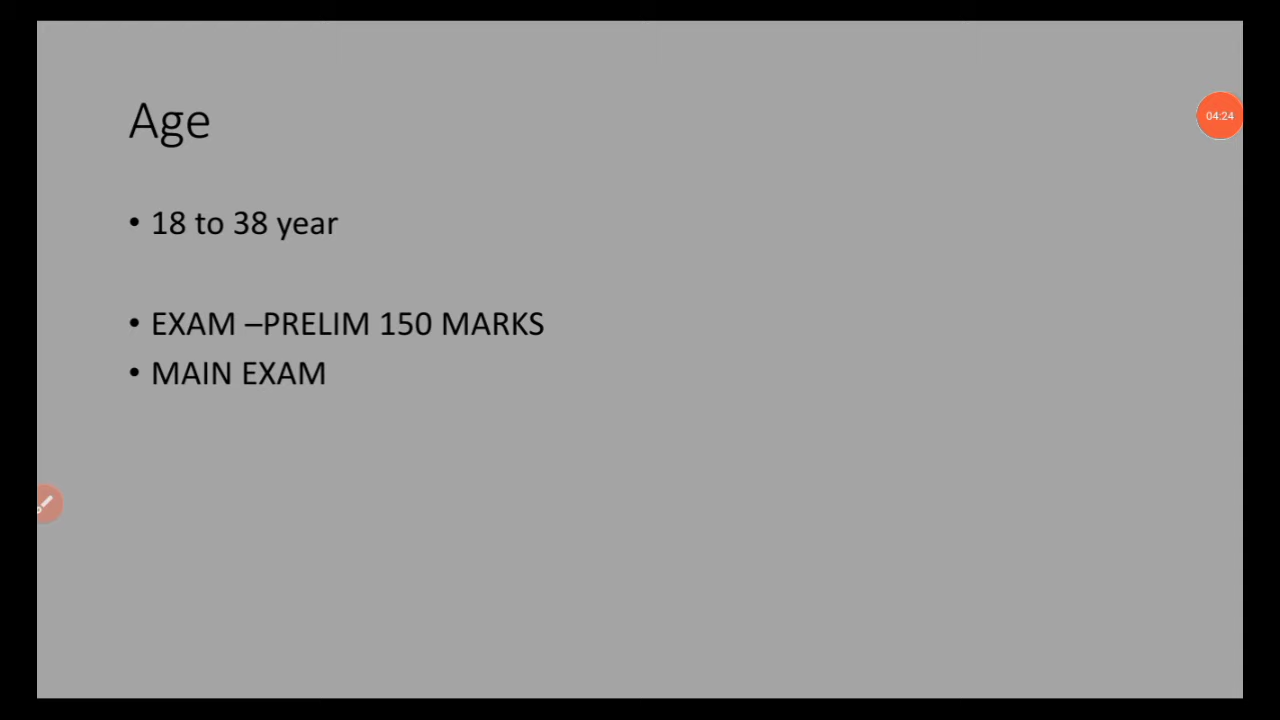 Age
04:24
• 18 to 38 year
• EXAM –PRELIM 150 MARKS
• MAIN EXAM